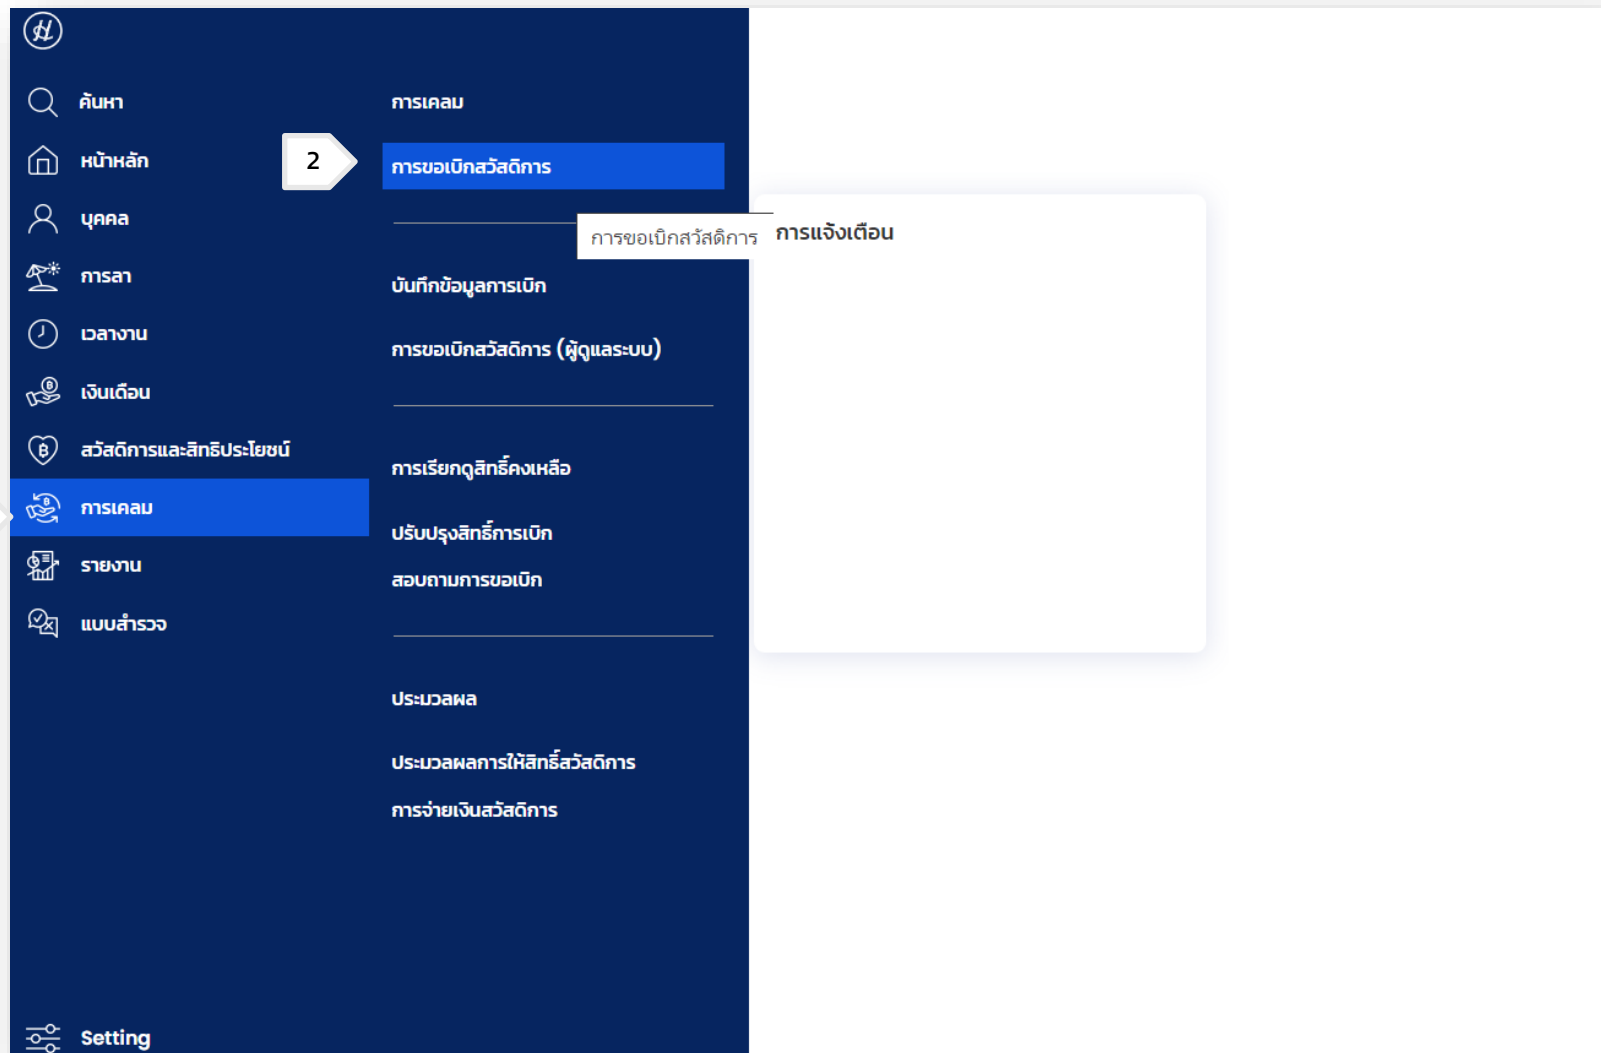 ค้นหา
หน้าหลัก
บุคคล
การลา
เวลางาน
เงินเดือน
สวัสดิการและสิทธิประโยชน์
การเคลม
รายงาน
แบบสำรวจ
Setting
การเคลม
2
การขอเบิกสวัสดิการ
การขอเบิกสวัสดิการ
บันทึกข้อมูลการเบิก
การขอเบิกสวัสดิการ (ผู้ดูแลระบบ)
การเรียกดูสิทธิ์คงเหลือ
ปรับปรุงสิทธิ์การเบิก
สอบถามการขอเบิก
ประมวลผล
ประมวลผลการให้สิทธิ์สวัสดิการ
การจ่ายเงินสวัสดิการ
การแจ้งเตือน